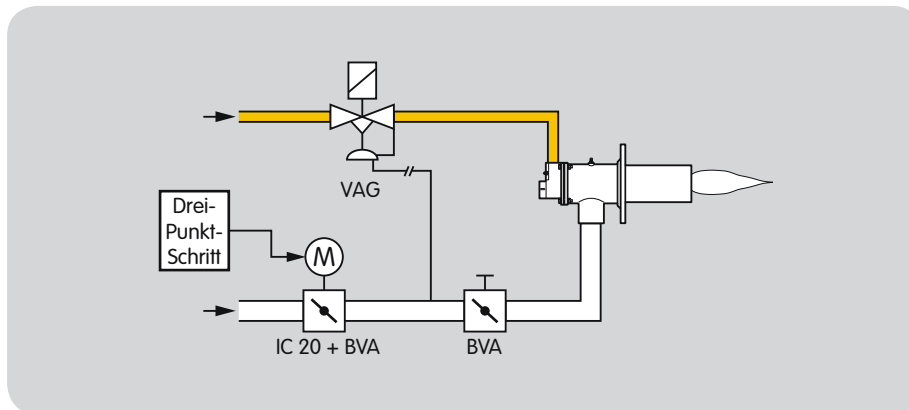 VAG
Drei-
Punkt-
Schritt
M
IC 20 + BVA
BVA